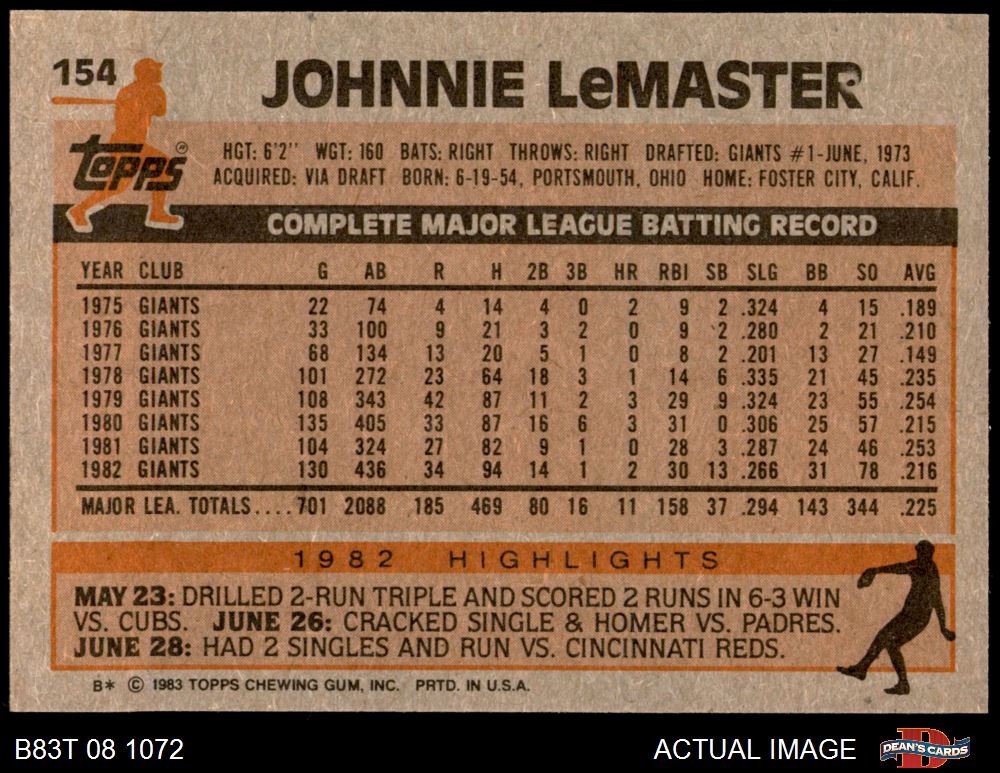 154
JOHNNIE LeMASTER
topps ®
HGT: 6'2" WGT: 160 BATS: RIGHT THROWS: RIGHT DRAFTED: GIANTS #1-JUNE, 1973
ACQUIRED: VIA DRAFT BORN: 6-19-54, PORTSMOUTH, OHIO HOME: FOSTER CITY, CALIF.
COMPLETE MAJOR LEAGUE BATTING RECORD
YEAR CLUB G AB R H 2B 3B HR RBI SB SLG BB SO AVG
1975 GIANTS 22 74 4 14 4 0 2 9 2 .324 4 15 .189
1976 GIANTS 33 100 9 21 3 2 0 9 2 .280 2 21 .210
1977 GIANTS 68 134 13 20 5 1 0 8 2 .201 13 27 .149
1978 GIANTS 101 272 23 64 18 3 1 14 6 .335 21 45 .235
1979 GIANTS 108 343 42 87 11 2 3 29 9 .324 23 55 .254
1980 GIANTS 135 405 33 87 16 6 3 31 0 .306 25 57 .215
1981 GIANTS 104 324 27 82 9 1 0 28 3 .287 24 46 .253
1982 GIANTS 130 436 34 94 14 1 2 30 13 .266 31 78 .216
MAJOR LEA. TOTALS....701 2088 185 469 80 16 11 158 37 .294 143 344 .225
1982 HIGHLIGHTS
MAY 23: DRILLED 2-RUN TRIPLE AND SCORED 2 RUNS IN 6-3 WIN
VS. CUBS. JUNE 26: CRACKED SINGLE & HOMER VS. PADRES.
JUNE 28: HAD 2 SINGLES AND RUN VS. CINCINNATI REDS.
B* © 1983 TOPPS CHEWING GUM, INC. PRTD. IN U.S.A.
B83T 08 1072
ACTUAL IMAGE
DEAN'S CARDS